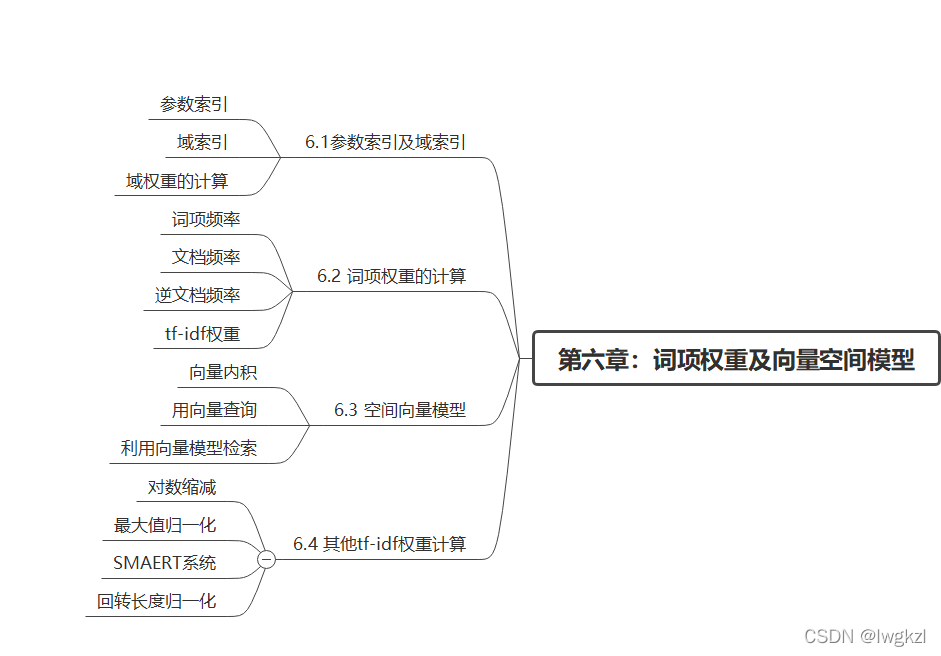 第六章：词项权重及向量空间模型
6.1参数索引及域索引
参数索引
域索引
域权重的计算
6.2 词项权重的计算
词项频率
文档频率
逆文档频率
tf-idf权重
6.3 空间向量模型
向量内积
用向量查询
利用向量模型检索
6.4 其他tf-idf权重计算
对数缩减
最大值归一化
SMAERT系统
回转长度归一化
CSDN @lwgkzl